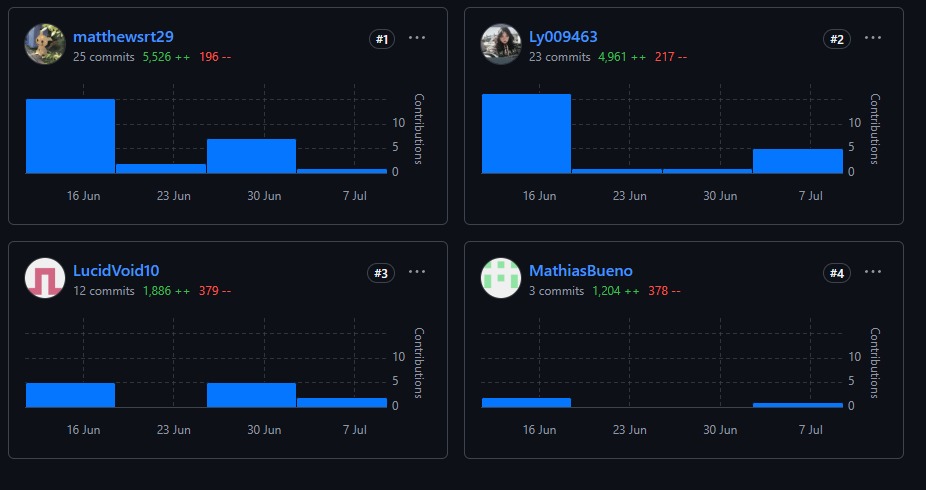 matthewsrt29
#1
25 commits 5,526 ++ 196 --
Contributions
10
5
0
16 Jun 23 Jun 30 Jun 7 Jul
Ly009463
#2
23 commits 4,961 ++ 217 --
Contributions
10
5
0
16 Jun 23 Jun 30 Jun 7 Jul
LucidVoid10
#3
12 commits 1,886 ++ 379 --
Contributions
10
5
0
16 Jun 23 Jun 30 Jun 7 Jul
MathiasBueno
#4
3 commits 1,204 ++ 378 --
Contributions
10
5
0
16 Jun 23 Jun 30 Jun 7 Jul